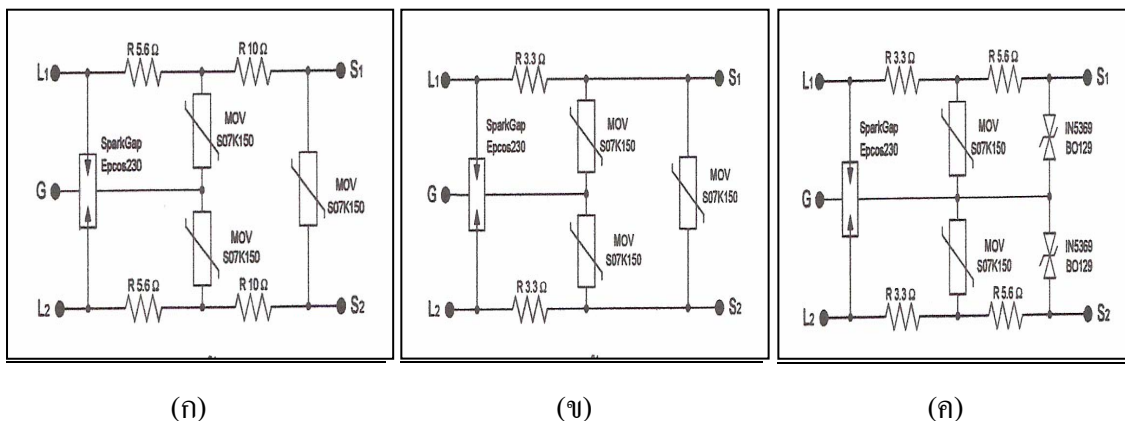 R 5.6 Ω
R 10 Ω
L1
S1
MOV
S07K150
SparkGap
Epcos230
MOV
S07K150
G
MOV
S07K150
R 5.6 Ω
R 10 Ω
L2
S2
(ก)
R 3.3 Ω
L1
S1
MOV
S07K150
SparkGap
Epcos230
MOV
S07K150
G
MOV
S07K150
R 3.3 Ω
L2
S2
(ข)
R 3.3 Ω
R 5.6 Ω
L1
S1
MOV
S07K150
IN5369
BO129
SparkGap
Epcos230
G
MOV
S07K150
IN5369
BO129
R 3.3 Ω
R 5.6 Ω
L2
S2
(ค)